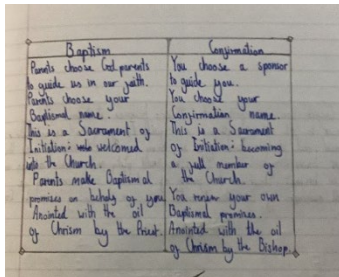 Baptism
Parents choose God parents
to guide us in our faith.
Parents choose your
Baptismal name.
This is a Sacrament of
Initiation: welcomed
into the Church.
Parents make Baptismal
promises on behalf of you.
Anointed with the oil
of Chrism by the Priest.
Confirmation
You choose a sponsor
to guide you.
You choose your
Confirmation name.
This is a Sacrament
of Initiation: becoming
a full member of
the Church.
You renew your own
Baptismal promises.
Anointed with the oil
of Chrism by the Bishop.